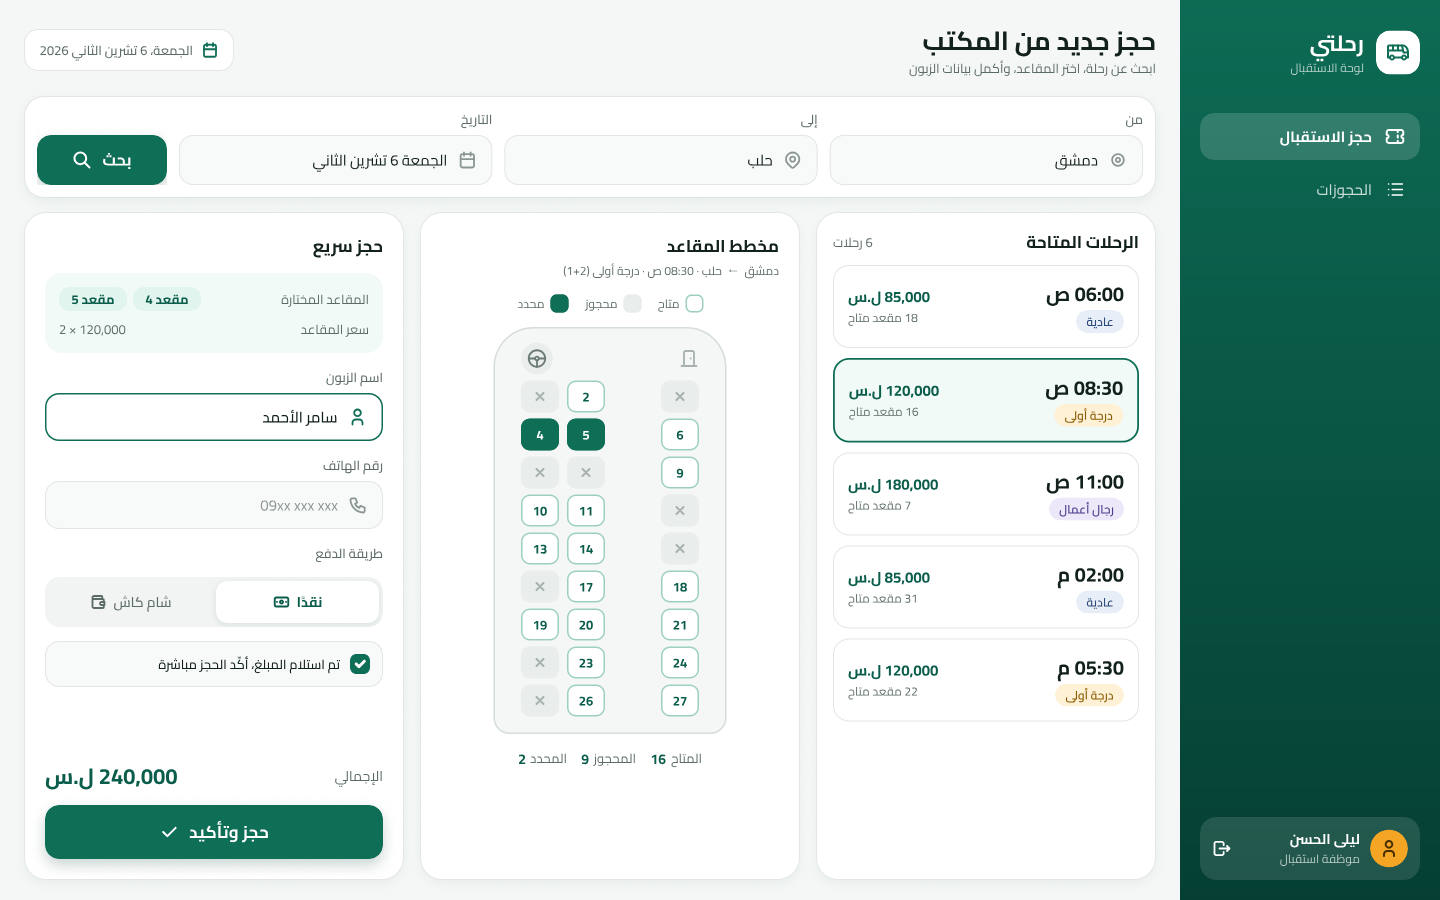 رحلتي
لوحة الاستقبال
حجز الاستقبال
الحجوزات
ليلى الحسن
موظفة استقبال
حجز جديد من المكتب
ابحث عن رحلة، اختر المقاعد، وأكمل بيانات الزبون
الجمعة، 6 تشرين الثاني 2026
من
دمشق
إلى
حلب
التاريخ
الجمعة 6 تشرين الثاني
بحث
الرحلات المتاحة
6 رحلات
06:00 ص
85,000 ل.س
عادية
18 مقعد متاح
08:30 ص
120,000 ل.س
درجة أولى
16 مقعد متاح
11:00 ص
180,000 ل.س
رجال أعمال
7 مقعد متاح
02:00 م
85,000 ل.س
عادية
31 مقعد متاح
05:30 م
120,000 ل.س
درجة أولى
22 مقعد متاح
مخطط المقاعد
دمشق ← حلب · 08:30 ص · درجة أولى (2+1)
متاح محجوز محدد
2
6 5 4
9
11 10
14 13
18 17
21 20 19
24 23
27 26
المتاح 16 المحجوز 9 المحدد 2
حجز سريع
المقاعد المختارة
مقعد 4 مقعد 5
سعر المقاعد
2 × 120,000
اسم الزبون
سامر الأحمد
رقم الهاتف
09xx xxx xxx
طريقة الدفع
نقدًا
شام كاش
تم استلام المبلغ، أكّد الحجز مباشرة
الإجمالي
240,000 ل.س
حجز وتأكيد